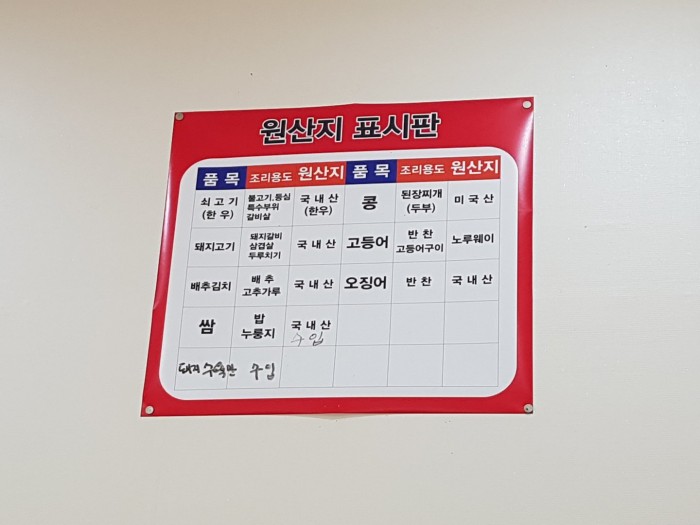 원산지 표시판
품 목 조리용도 원산지 품 목 조리용도 원산지
쇠고기 불고기,등심 국내산 콩 된장찌개 미국산
(한우) 특수부위 (한우) (두부)
갈비살
돼지고기 돼지갈비 국내산 고등어 반찬 노루웨이
삼겹살 고등어구이
두루치기
배추김치 배추 국내산 오징어 반찬 국내산
고추가루
쌈 밥 국내산
누룽지 수입
돼지 수육만 수입